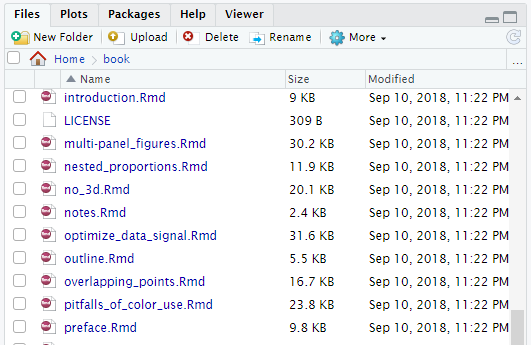 Files Plots Packages Help Viewer
New Folder Upload Delete Rename More
Home book ...
Name Size Modified
introduction.Rmd 9 KB Sep 10, 2018, 11:22 PM
LICENSE 309 B Sep 10, 2018, 11:22 PM
multi-panel_figures.Rmd 30.2 KB Sep 10, 2018, 11:22 PM
nested_proportions.Rmd 11.9 KB Sep 10, 2018, 11:22 PM
no_3d.Rmd 20.1 KB Sep 10, 2018, 11:22 PM
notes.Rmd 2.4 KB Sep 10, 2018, 11:22 PM
optimize_data_signal.Rmd 31.6 KB Sep 10, 2018, 11:22 PM
outline.Rmd 5.5 KB Sep 10, 2018, 11:22 PM
overlapping_points.Rmd 16.7 KB Sep 10, 2018, 11:22 PM
pitfalls_of_color_use.Rmd 23.8 KB Sep 10, 2018, 11:22 PM
preface.Rmd 9.8 KB Sep 10, 2018, 11:22 PM